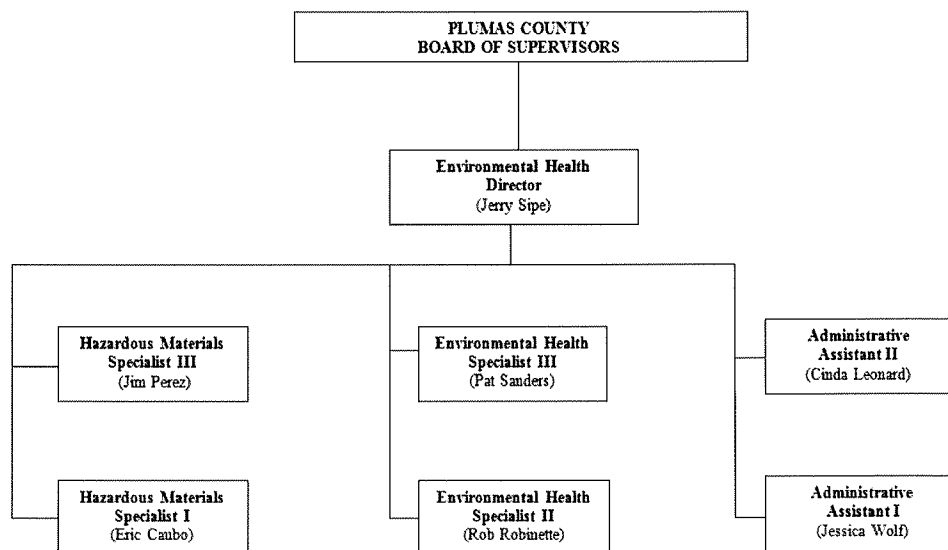 PLUMAS COUNTY
BOARD OF SUPERVISORS
Environmental Health
Director
(Jerry Sipe)
Hazardous Materials
Specialist III
(Jim Perez)
Environmental Health
Specialist III
(Pat Sanders)
Administrative
Assistant II
(Cinda Leonard)
Hazardous Materials
Specialist I
(Eric Caubo)
Environmental Health
Specialist II
(Rob Robinette)
Administrative
Assistant I
(Jessica Wolf)